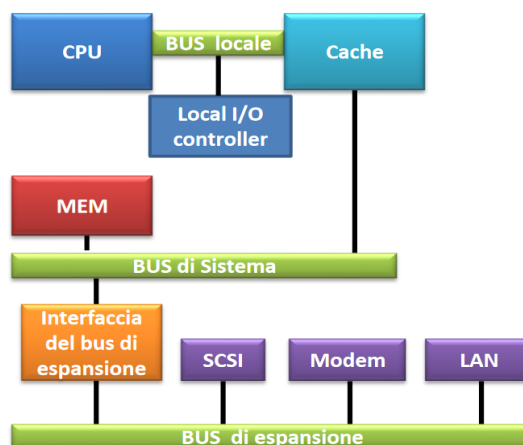 CPU
BUS locale
Cache
Local I/O
controller
MEM
BUS di Sistema
Interfaccia
del bus di
espansione
SCSI
Modem
LAN
BUS di espansione